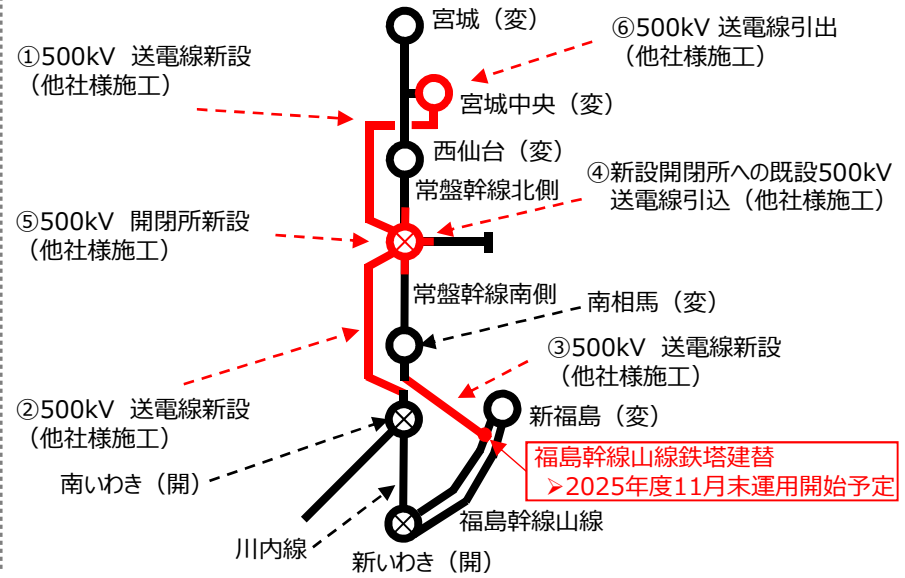 宮城（変）
①500kV 送電線新設
（他社様施工）
⑥500kV 送電線引出
（他社様施工）
宮城中央（変）
西仙台（変）
常盤幹線北側
④新設開閉所への既設500kV
送電線引込（他社様施工）
⑤500kV 開閉所新設
（他社様施工）
常盤幹線南側
南相馬（変）
③500kV 送電線新設
（他社様施工）
②500kV 送電線新設
（他社様施工）
新福島（変）
福島幹線山線鉄塔建替
➢2025年度11月末運用開始予定
南いわき（開）
福島幹線山線
川内線
新いわき（開）